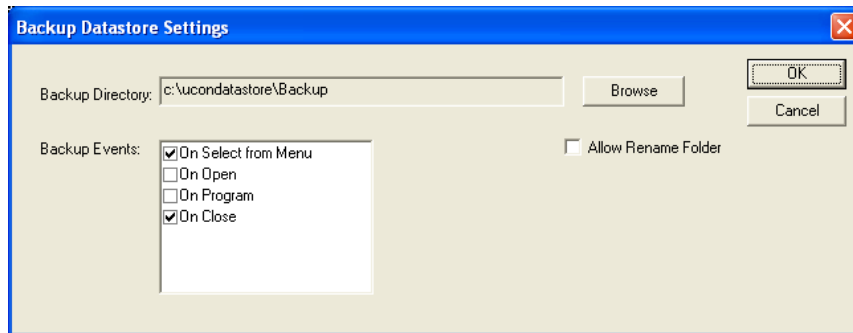 Backup Datastore Settings
Backup Directory: c:\ucondatastore\Backup Browse
OK
Cancel
Backup Events:
On Select from Menu
On Open
On Program
On Close
Allow Rename Folder